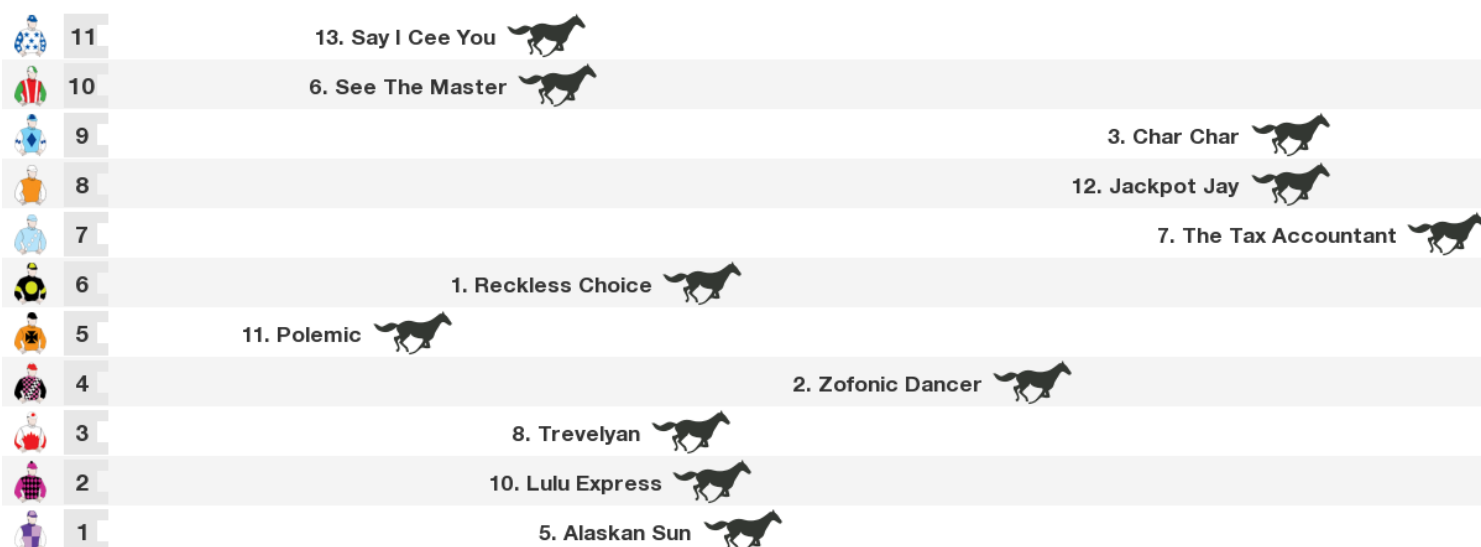 11 13. Say I Cee You
10 6. See The Master
9 3. Char Char
8 12. Jackpot Jay
7 7. The Tax Accountant
6 1. Reckless Choice
5 11. Polemic
4 2. Zofonic Dancer
3 8. Trevelyan
2 10. Lulu Express
1 5. Alaskan Sun